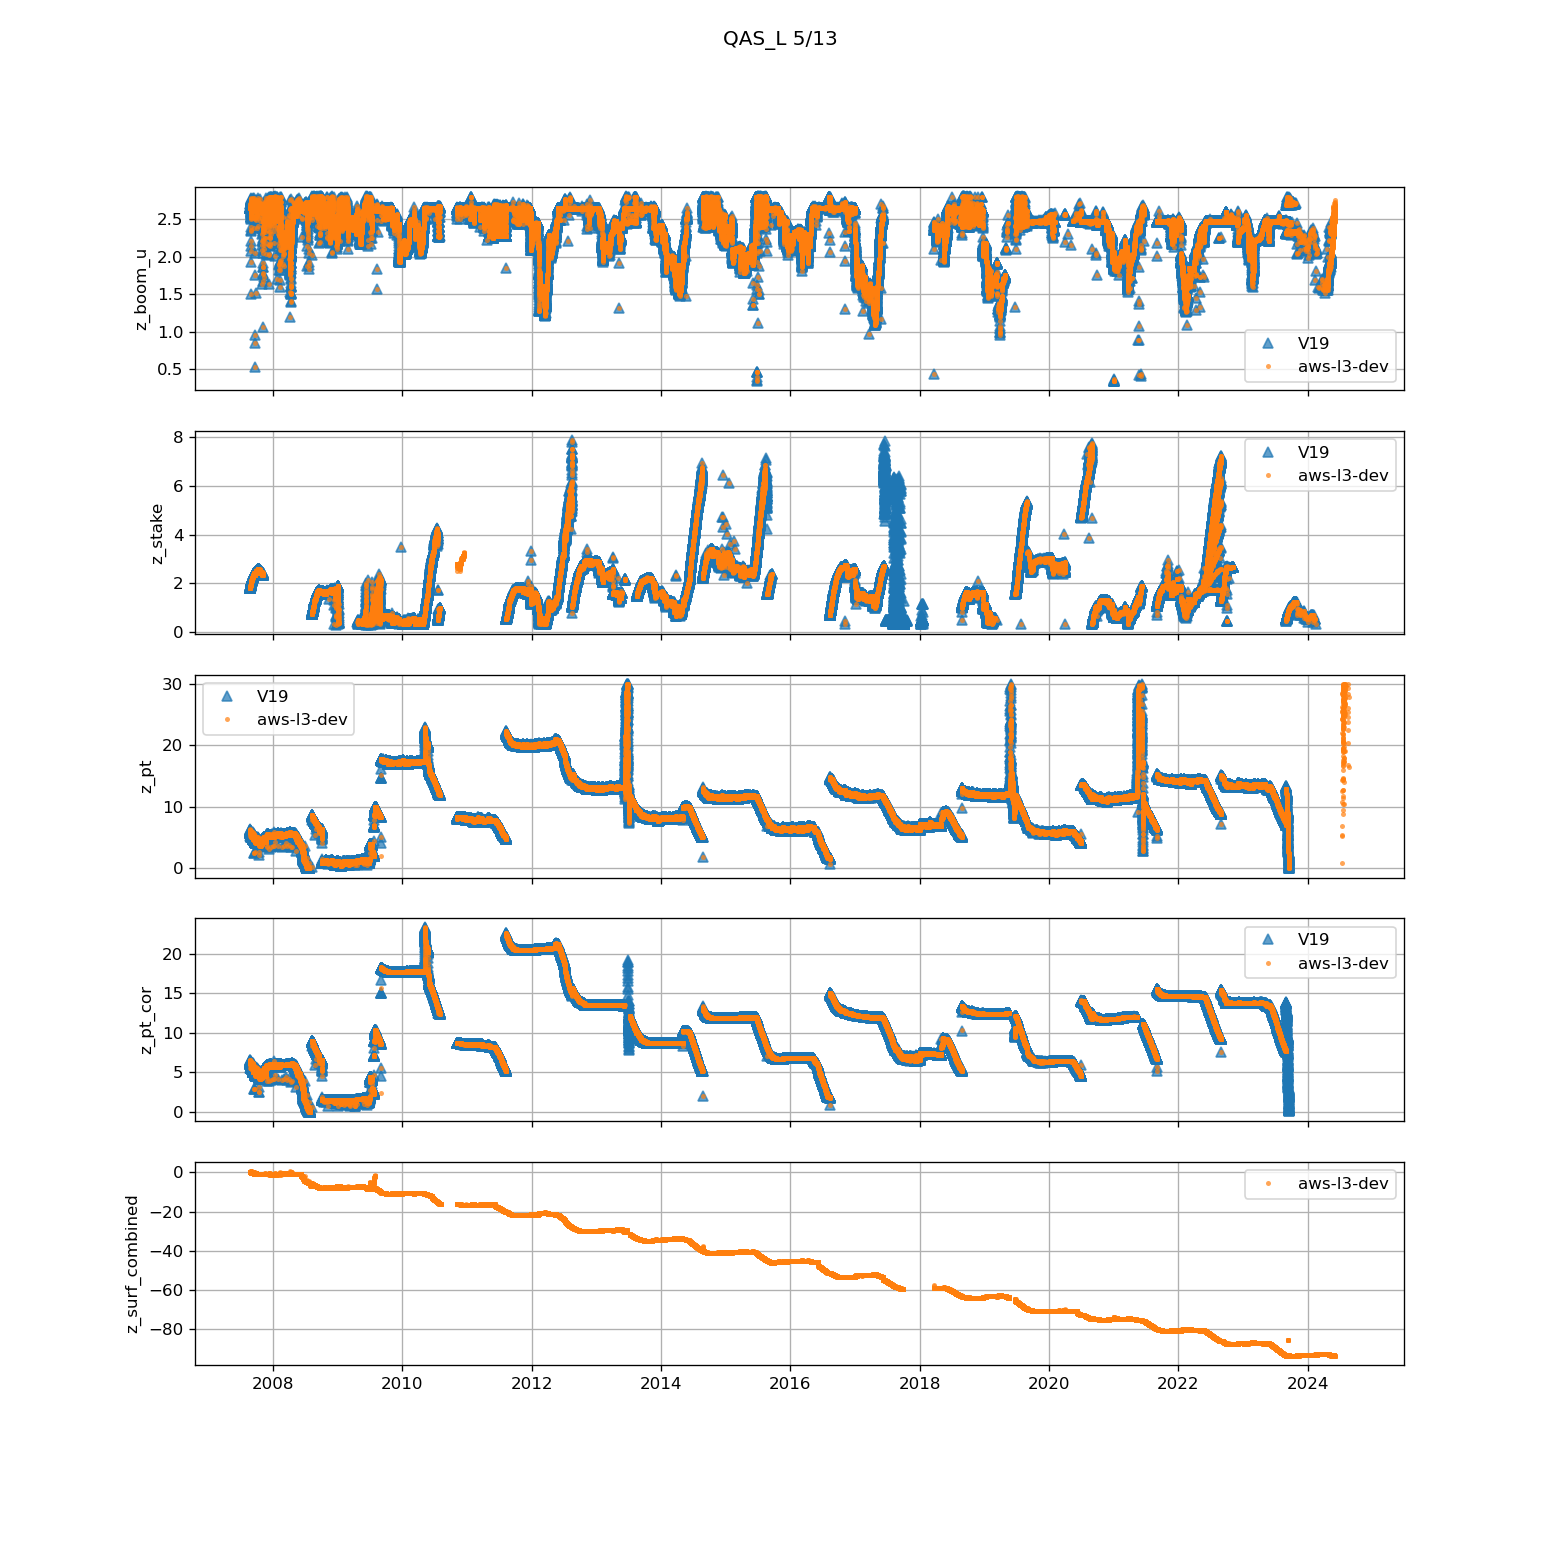 QAS_L 5/13
z_boom_u
2.5
2.0
1.5
1.0
0.5
V19
aws-l3-dev
z_stake
8
6
4
2
0
V19
aws-l3-dev
z_pt
30
20
10
0
V19
aws-l3-dev
z_pt_cor
20
15
10
5
0
V19
aws-l3-dev
z_surf_combined
0
−20
−40
−60
−80
aws-l3-dev
2008 2010 2012 2014 2016 2018 2020 2022 2024